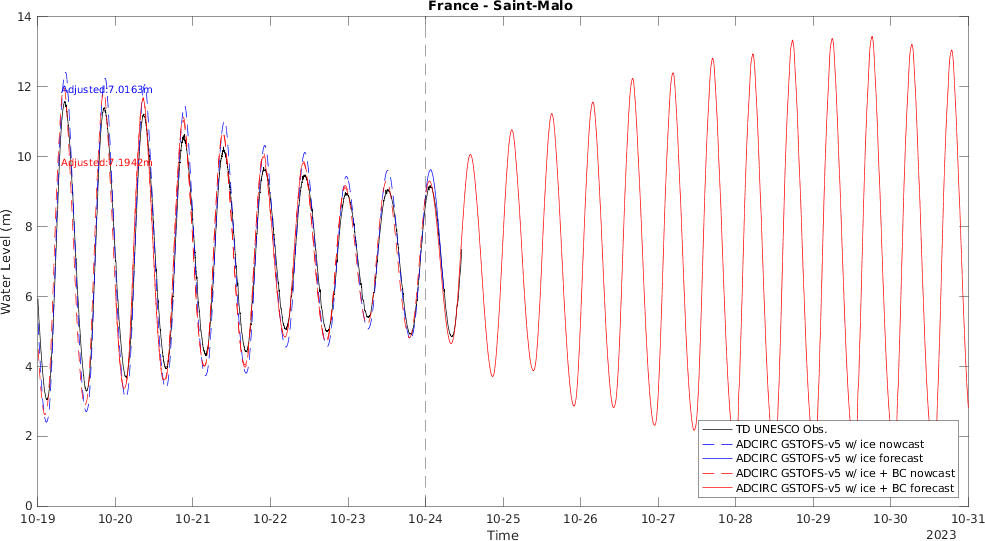 France - Saint-Malo
14
12
10
8
6
4
2
0
Water Level (m)
Adjusted:7.0163m
Adjusted:7.1942m
TD UNESCO Obs.
ADCIRC GSTOFS-v5 w/ ice nowcast
ADCIRC GSTOFS-v5 w/ ice forecast
ADCIRC GSTOFS-v5 w/ ice + BC nowcast
ADCIRC GSTOFS-v5 w/ ice + BC forecast
10-19 10-20 10-21 10-22 10-23 10-24 10-25 10-26 10-27 10-28 10-29 10-30 10-31
Time
2023